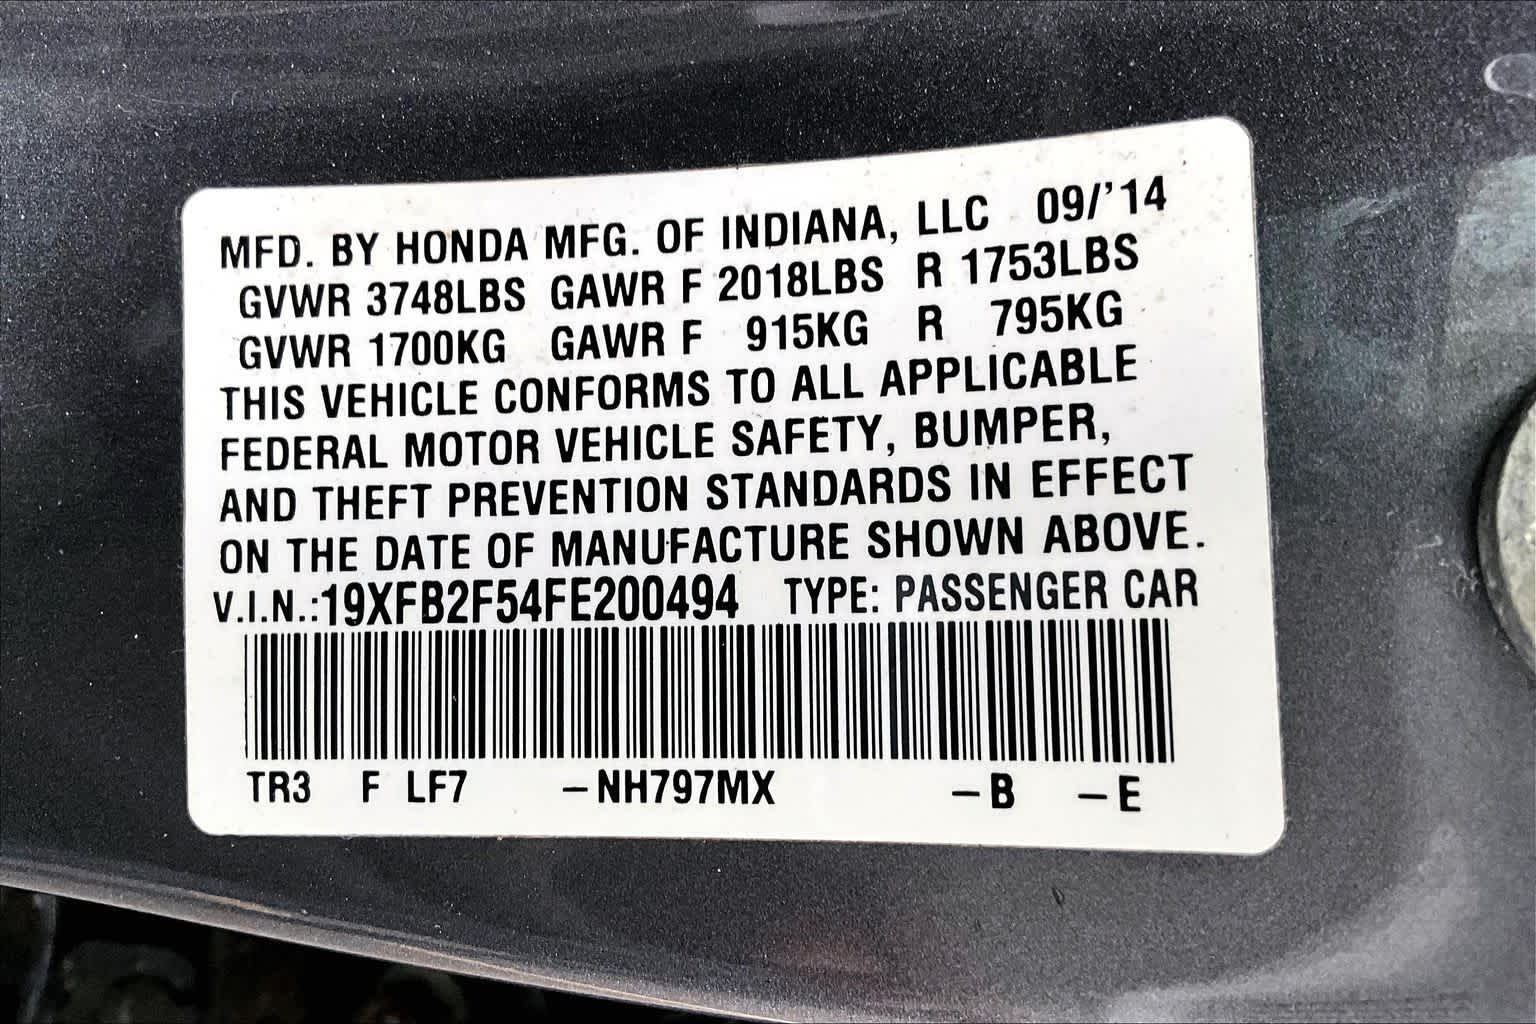 MFD. BY HONDA MFG. OF INDIANA, LLC 09/'14
GVWR 3748LBS GAWR F 2018LBS R 1753LBS
GVWR 1700KG GAWR F 915KG R 795KG
THIS VEHICLE CONFORMS TO ALL APPLICABLE
FEDERAL MOTOR VEHICLE SAFETY, BUMPER,
AND THEFT PREVENTION STANDARDS IN EFFECT
ON THE DATE OF MANUFACTURE SHOWN ABOVE.
V.I.N.:19XFB2F54FE200494 TYPE: PASSENGER CAR
TR3 F LF7 –NH797MX –B –E